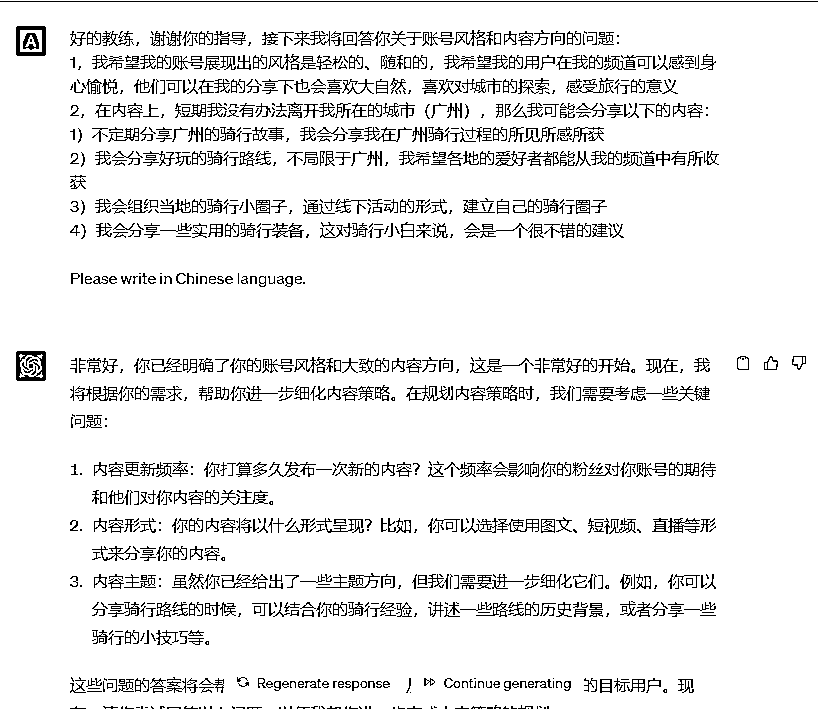 好的教练，谢谢你的指导，接下来我将回答你关于账号风格和内容方向的问题：
1，我希望我的账号展现出的风格是轻松的、随和的，我希望我的用户在我的频道可以感到身
心愉悦，他们可以在我的分享下也会喜欢大自然，喜欢对城市的探索，感受旅行的意义
2，在内容上，短期我没有办法离开我所在的城市（广州），那么我可能会分享以下的内容：
1）不定期分享广州的骑行故事，我会分享我在广州骑行过程的所见所感所获
2）我会分享好玩的骑行路线，不局限于广州，我希望各地的爱好者都能从我的频道中有所收
获
3）我会组织当地的骑行小圈子，通过线下活动的形式，建立自己的骑行圈子
4）我会分享一些实用的骑行装备，这对骑行小白来说，会是一个很不错的建议
Please write in Chinese language.
非常好，你已经明确了你的账号风格和大致的内容方向，这是一个非常好的开始。现在，我
将根据你的需求，帮助你进一步细化内容策略。在规划内容策略时，我们需要考虑一些关键
问题：
1. 内容更新频率：你打算多久发布一次新的内容？这个频率会影响你的粉丝对你账号的期待
和他们对你内容的关注度。
2. 内容形式：你的内容将以什么形式呈现？比如，你可以选择使用图文、短视频、直播等形
式来分享你的内容。
3. 内容主题：虽然你已经给出了一些主题方向，但我们需要进一步细化它们。例如，你可以
分享骑行路线的时候，可以结合你的骑行经验，讲述一些路线的历史背景，或者分享一些
骑行的小技巧等。
这些问题的答案将会帮 Regenerate response Continue generating 的目标用户。现